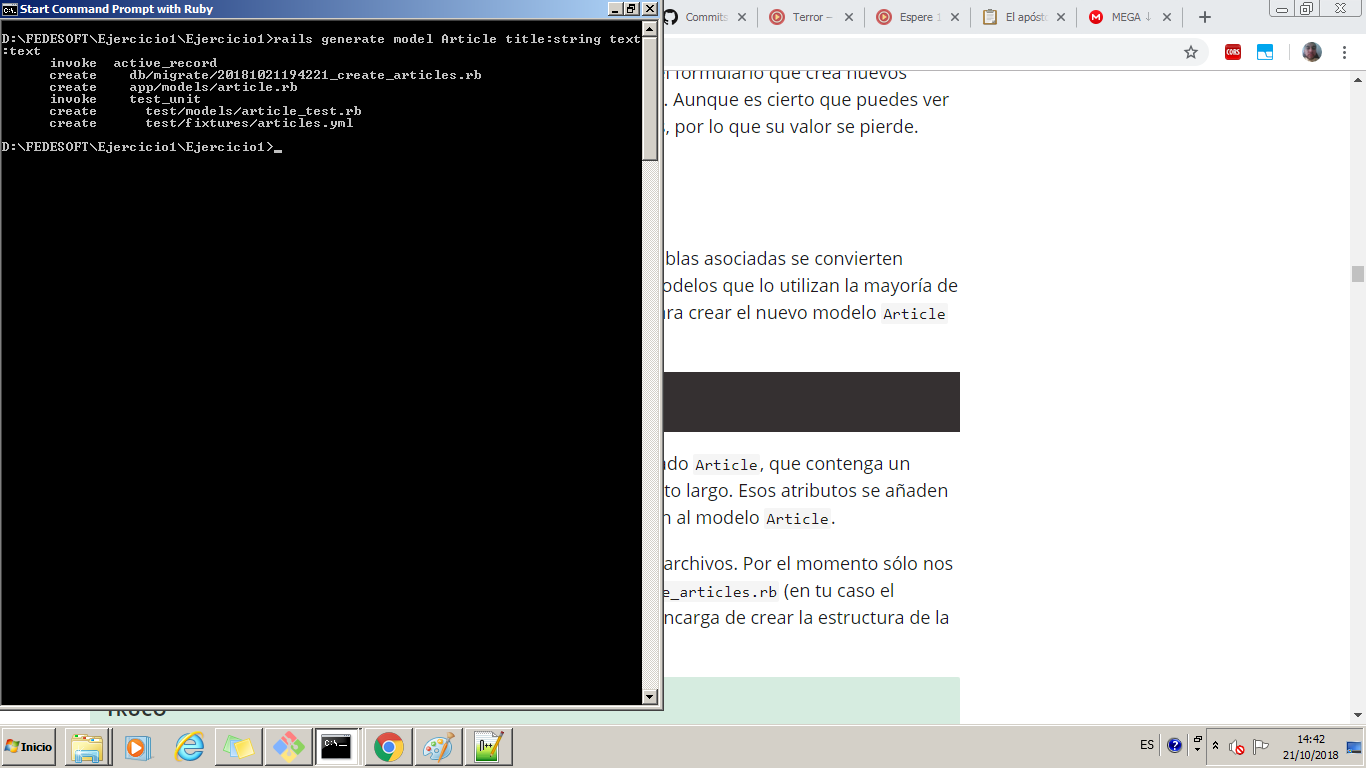 Start Command Prompt with Ruby
D:\FEDESOFT\Ejercicio1\Ejercicio1>rails generate model Article title:string text
:text
invoke active_record
create db/migrate/20181021194221_create_articles.rb
create app/models/article.rb
invoke test_unit
create test/models/article_test.rb
create test/fixtures/articles.yml
D:\FEDESOFT\Ejercicio1\Ejercicio1>_
Commits
Terror –
Espere 1
El apósto
MEGA
CORS
el formulario que crea nuevos
. Aunque es cierto que puedes ver
, por lo que su valor se pierde.
blas asociadas se convierten
odelos que lo utilizan la mayoría de
ra crear el nuevo modelo Article
do Article, que contenga un
to largo. Esos atributos se añaden
n al modelo Article.
archivos. Por el momento sólo nos
e_articles.rb (en tu caso el
ncarga de crear la estructura de la
TRUCO
Inicio
ES
14:42
21/10/2018